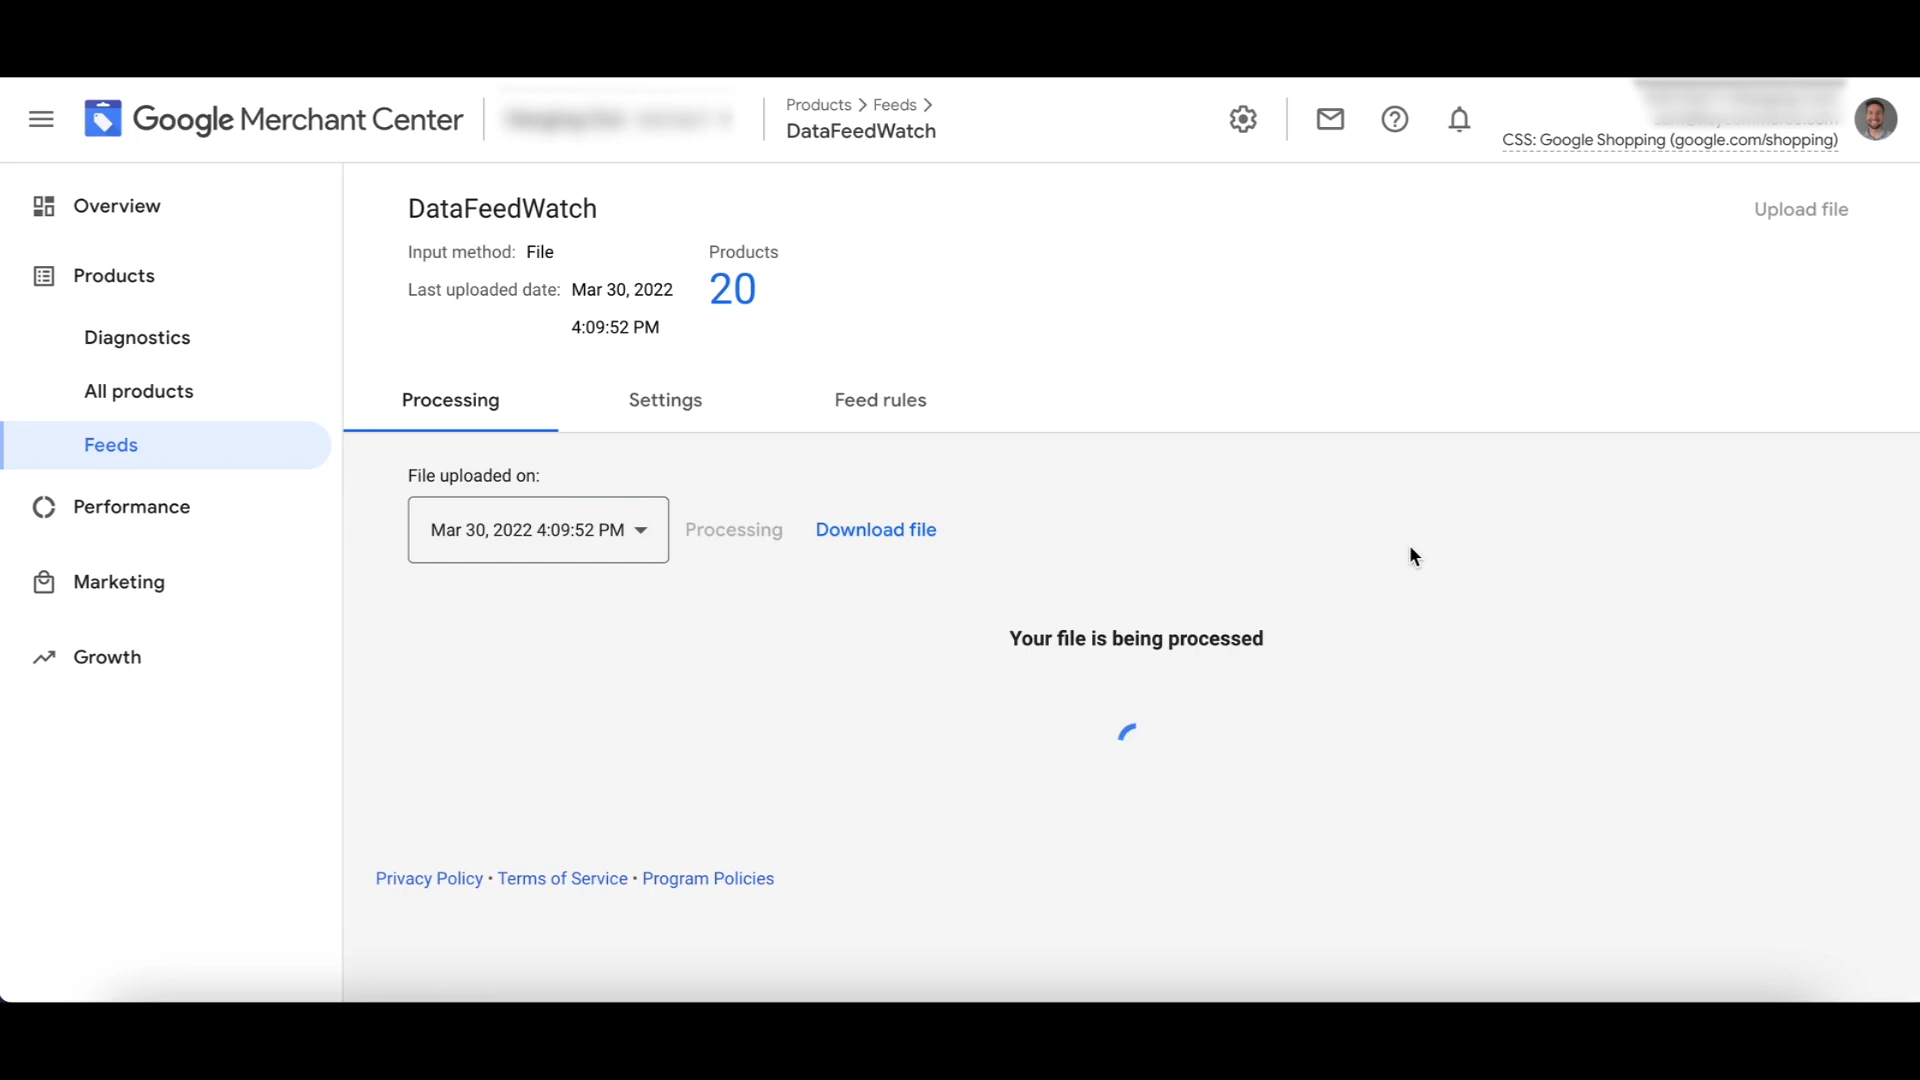 Google Merchant Center
Products > Feeds >
DataFeedWatch
CSS: Google Shopping (google.com/shopping)
Overview
Products
Diagnostics
All products
Feeds
Performance
Marketing
Growth
DataFeedWatch
Upload file
Input method: File
Products
20
Last uploaded date: Mar 30, 2022
4:09:52 PM
Processing
Settings
Feed rules
File uploaded on:
Mar 30, 2022 4:09:52 PM
Processing
Download file
Your file is being processed
Privacy Policy • Terms of Service • Program Policies